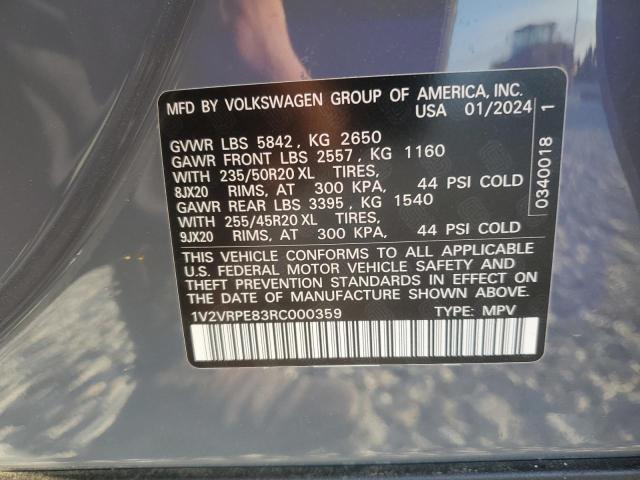 MFD BY VOLKSWAGEN GROUP OF AMERICA, INC.
USA 01/2024
GVWR LBS 5842, KG 2650
GAWR FRONT LBS 2557, KG 1160
WITH 235/50R20 XL TIRES,
8JX20 RIMS, AT 300 KPA, 44 PSI COLD
GAWR REAR LBS 3395, KG 1540
WITH 255/45R20 XL TIRES,
9JX20 RIMS, AT 300 KPA, 44 PSI COLD
THIS VEHICLE CONFORMS TO ALL APPLICABLE
U.S. FEDERAL MOTOR VEHICLE SAFETY AND
THEFT PREVENTION STANDARDS IN EFFECT ON
THE DATE OF MANUFACTURE SHOWN ABOVE.
1V2VRPE83RC000359 TYPE: MPV
0340018 1